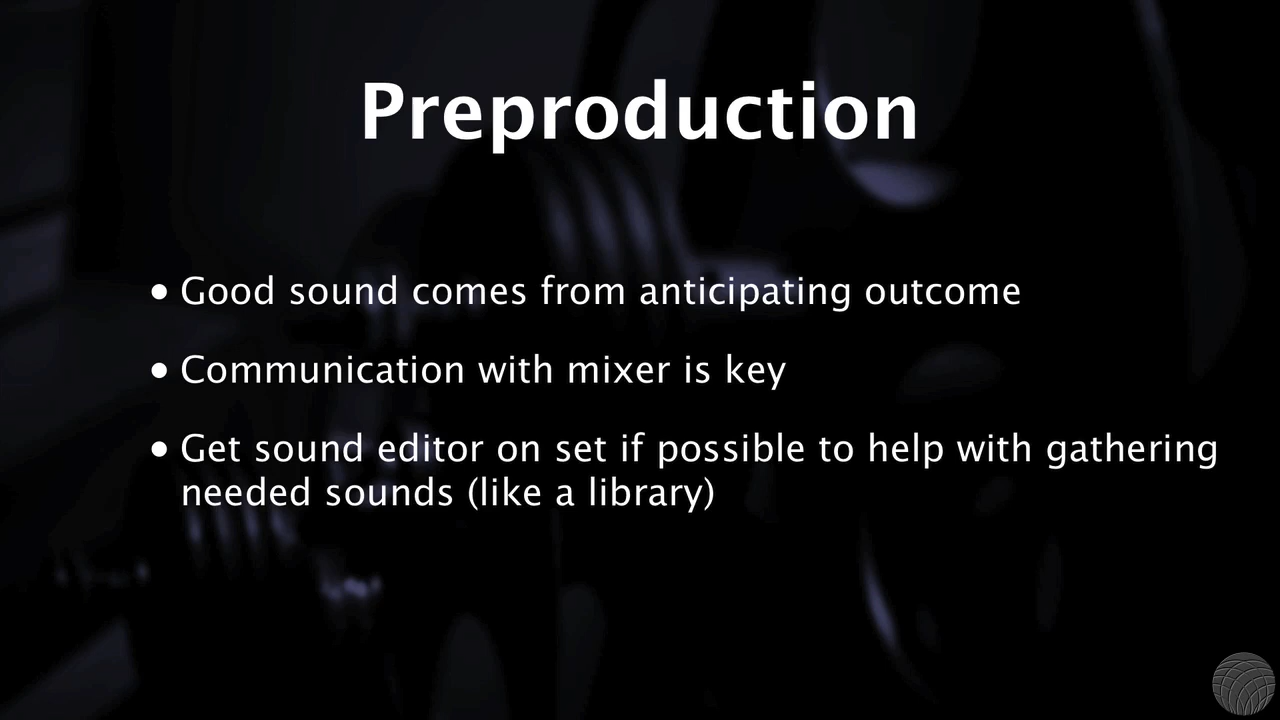 Preproduction
• Good sound comes from anticipating outcome
• Communication with mixer is key
• Get sound editor on set if possible to help with gathering
needed sounds (like a library)